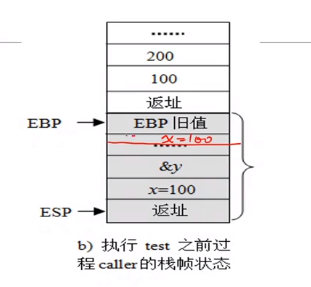 ……
200
100
返址
EBP
EBP 旧值
x=100
……
&y
x=100
ESP
返址
b) 执行 test 之前过
程 caller 的栈帧状态